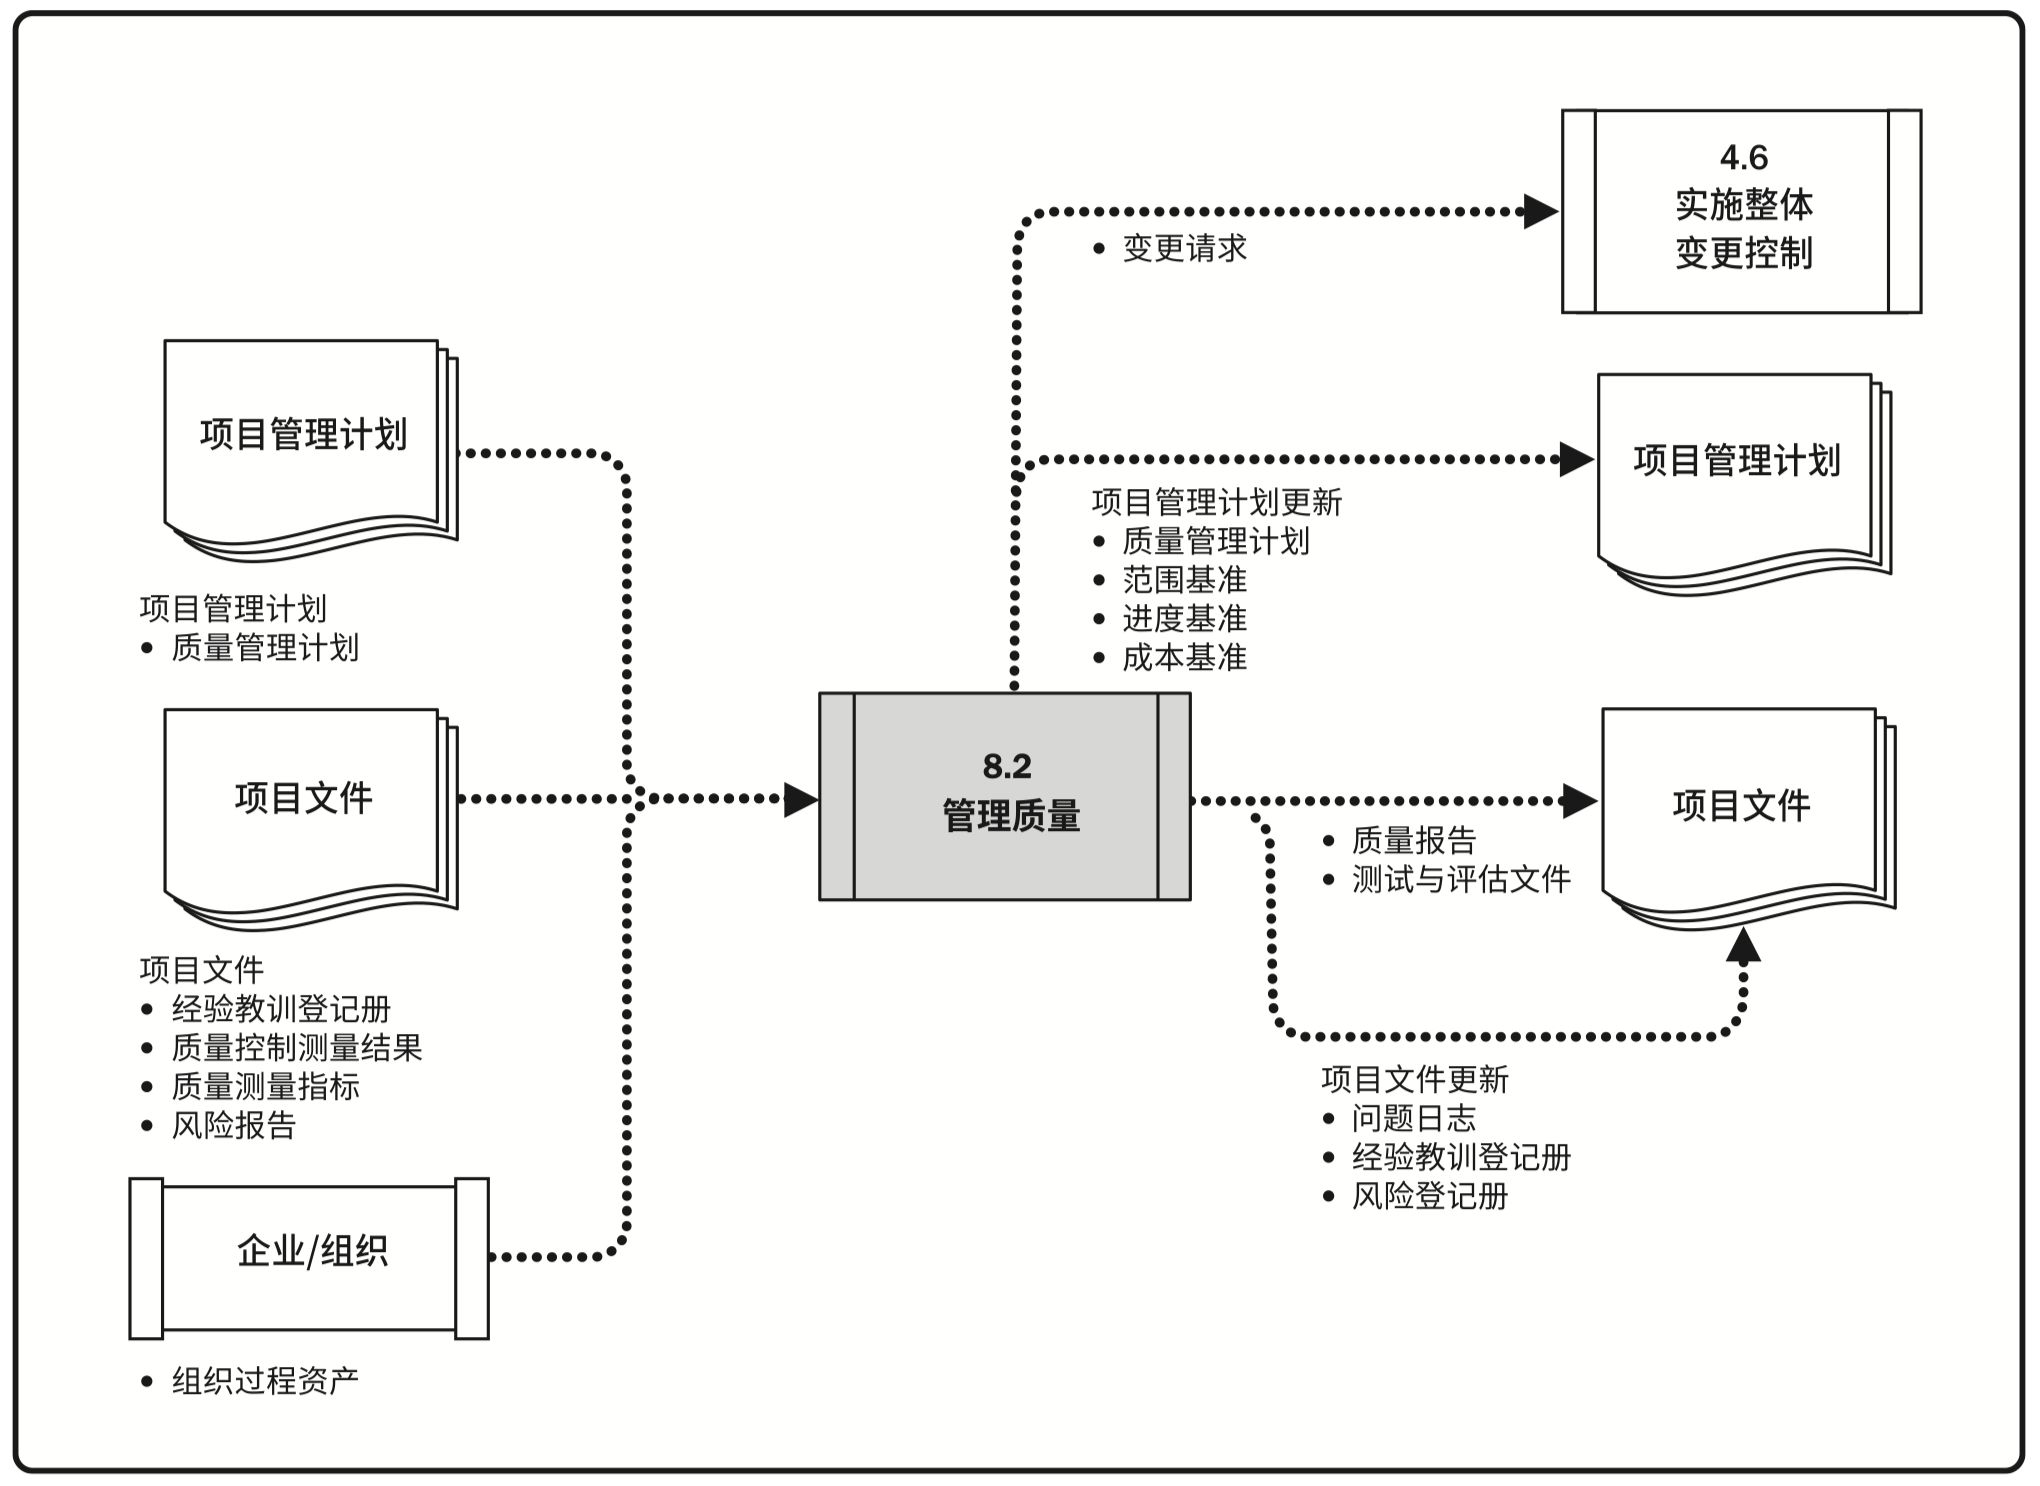 项目管理计划
项目管理计划
• 质量管理计划
项目文件
项目文件
• 经验教训登记册
• 质量控制测量结果
• 质量测量指标
• 风险报告
企业/组织
• 组织过程资产
8.2
管理质量
• 变更请求
4.6
实施整体
变更控制
项目管理计划更新
• 质量管理计划
• 范围基准
• 进度基准
• 成本基准
项目管理计划
• 质量报告
• 测试与评估文件
项目文件
项目文件更新
• 问题日志
• 经验教训登记册
• 风险登记册